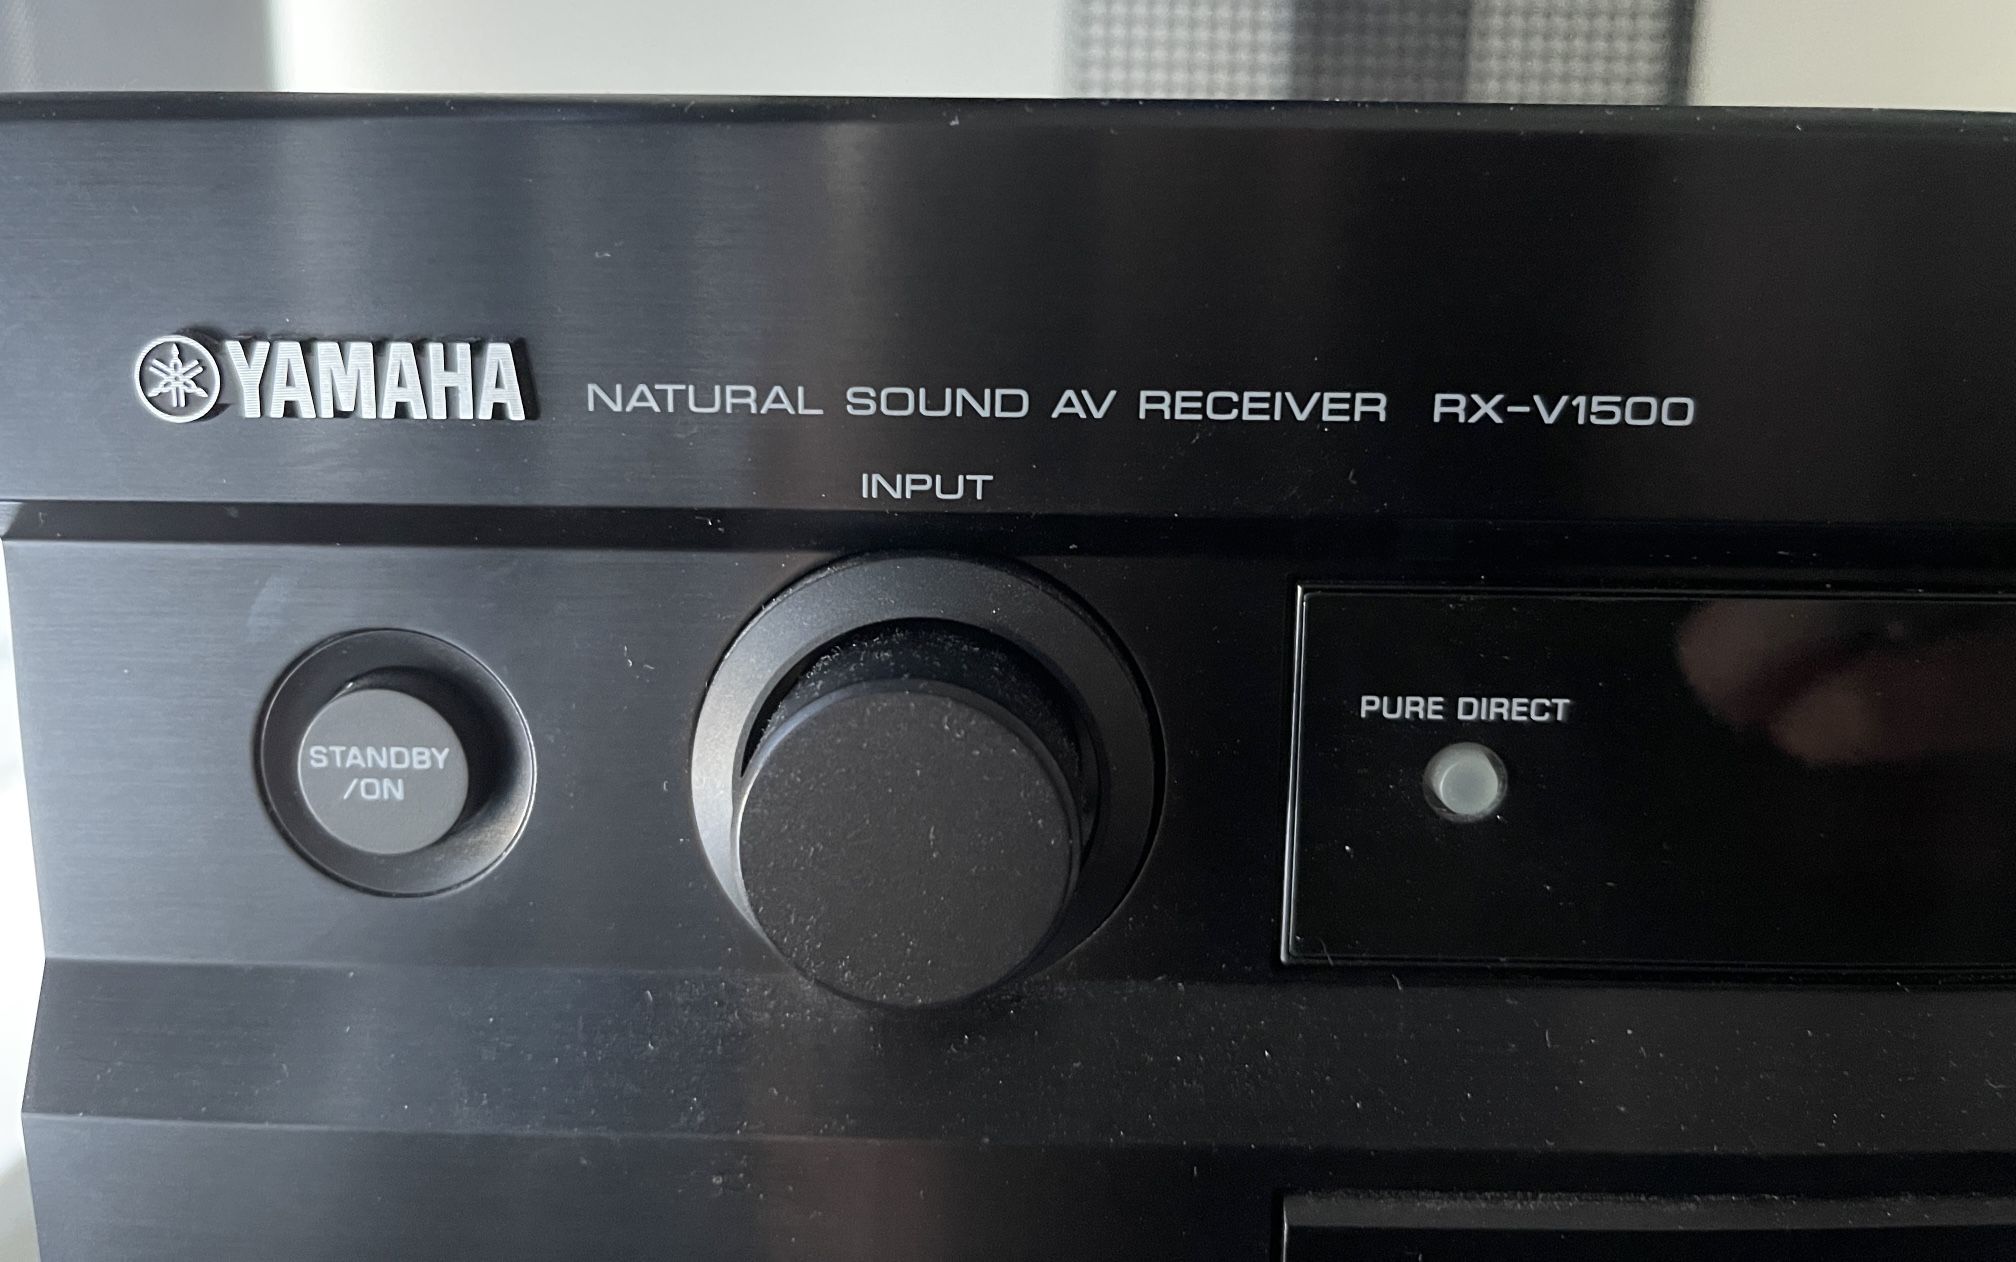 YAMAHA NATURAL SOUND AV RECEIVER RX-V1500
INPUT
STANDBY
/ON
PURE DIRECT